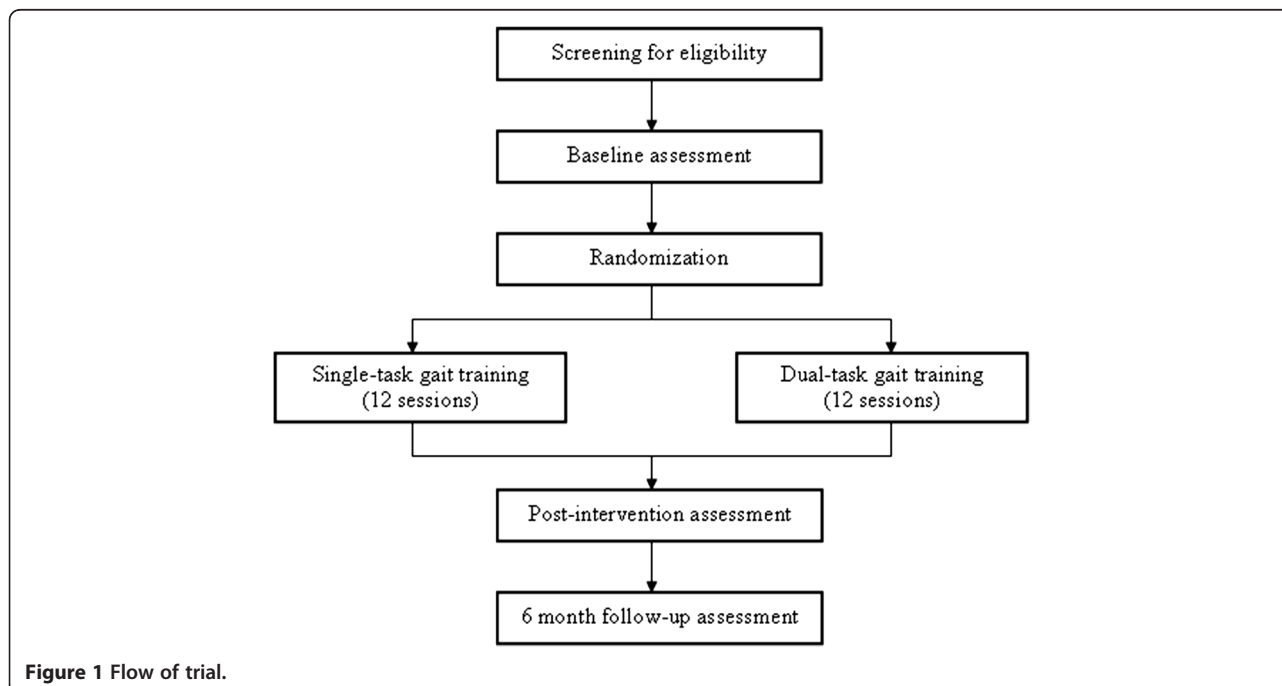 Screening for eligibility
Baseline assessment
Randomization
Single-task gait training
(12 sessions)
Dual-task gait training
(12 sessions)
Post-intervention assessment
6 month follow-up assessment
Figure 1 Flow of trial.